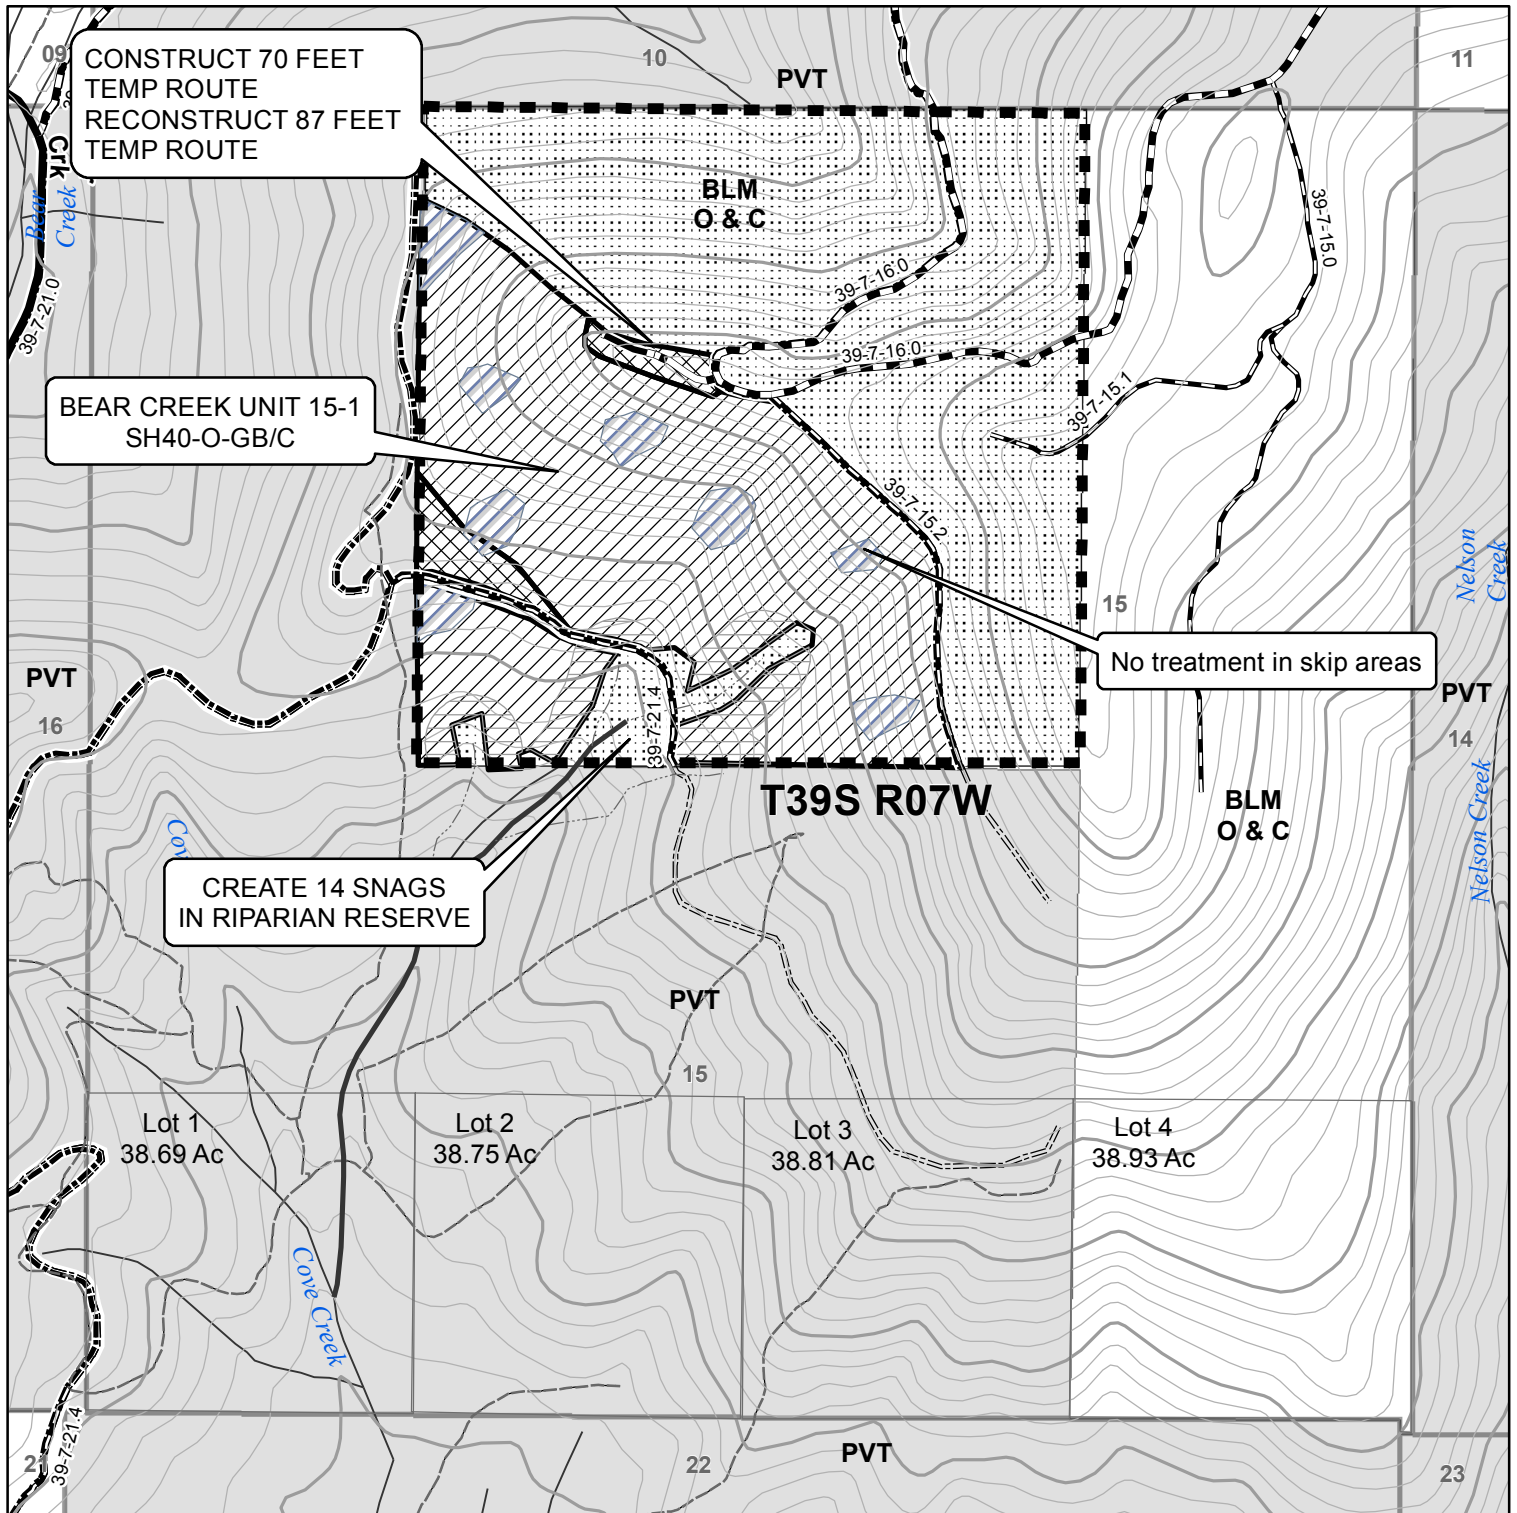 09
10
11
PVT
CONSTRUCT 70 FEET
TEMP ROUTE
RECONSTRUCT 87 FEET
TEMP ROUTE
Crk
Bear
Creek
39-7-21.0
BLM
O & C
39-7-16.0
39-7-16.0
39-7-15.0
39-7-15.1
BEAR CREEK UNIT 15-1
SH40-O-GB/C
39-7-15.2
Nelson
Creek
15
No treatment in skip areas
PVT
16
PVT
14
39-7-21.4
T39S R07W
BLM
O & C
Nelson Creek
CREATE 14 SNAGS
IN RIPARIAN RESERVE
PVT
15
Lot 1
38.69 Ac
Lot 2
38.75 Ac
Lot 3
38.81 Ac
Lot 4
38.93 Ac
Cove Creek
39-7-21.4
21
22
PVT
23